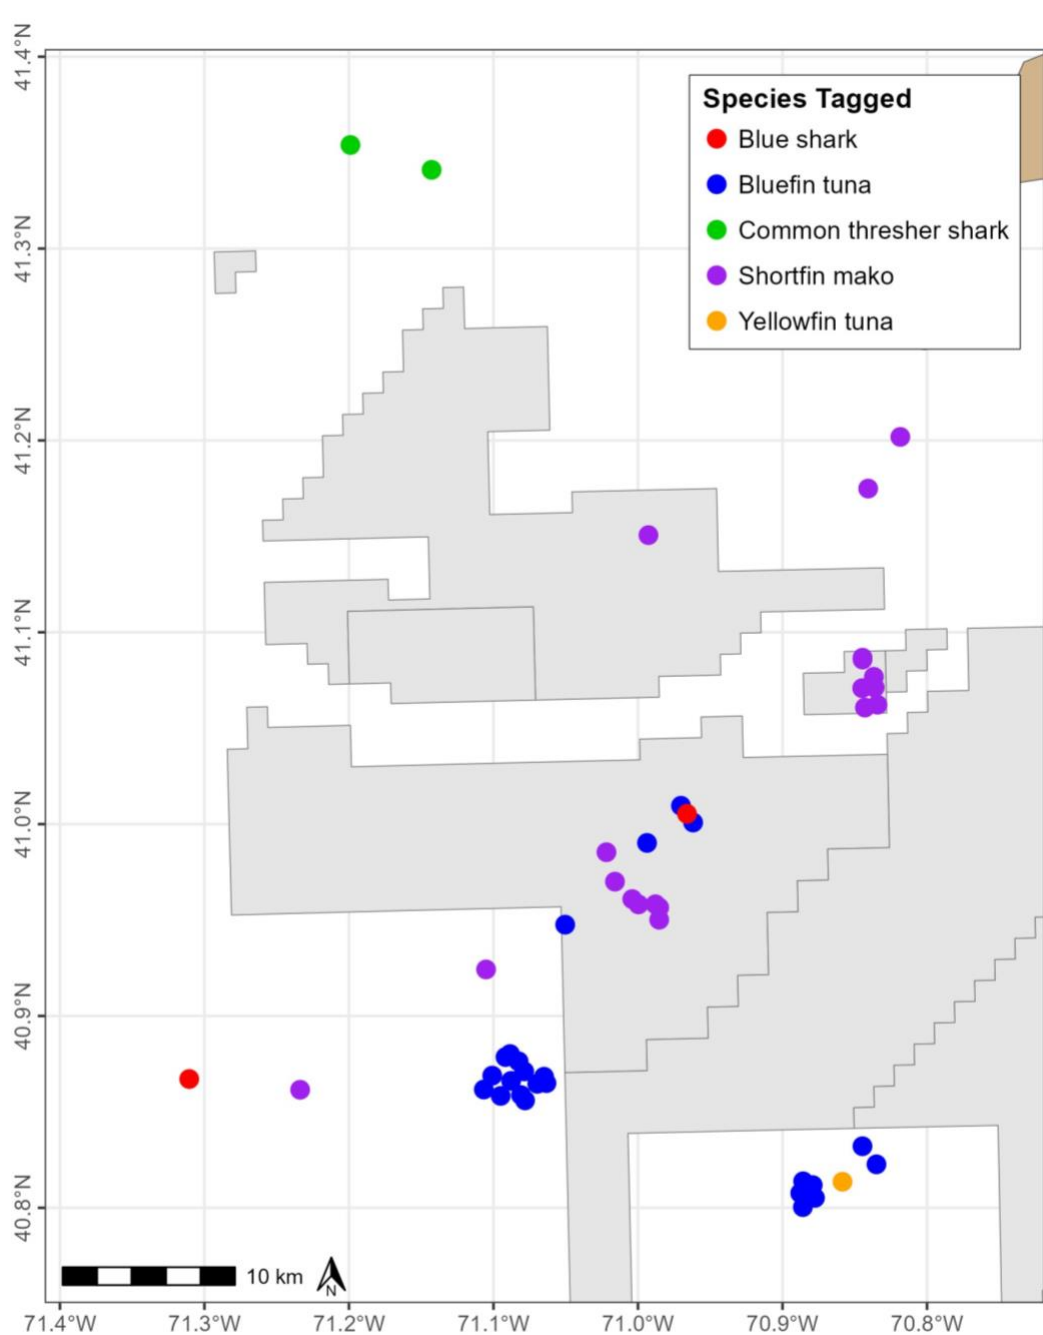 41.4°N
Species Tagged
Blue shark
Bluefin tuna
Common thresher shark
Shortfin mako
Yellowfin tuna
41.3°N
41.2°N
41.1°N
41.0°N
40.9°N
40.8°N
10 km
N
71.4°W 71.3°W 71.2°W 71.1°W 71.0°W 70.9°W 70.8°W